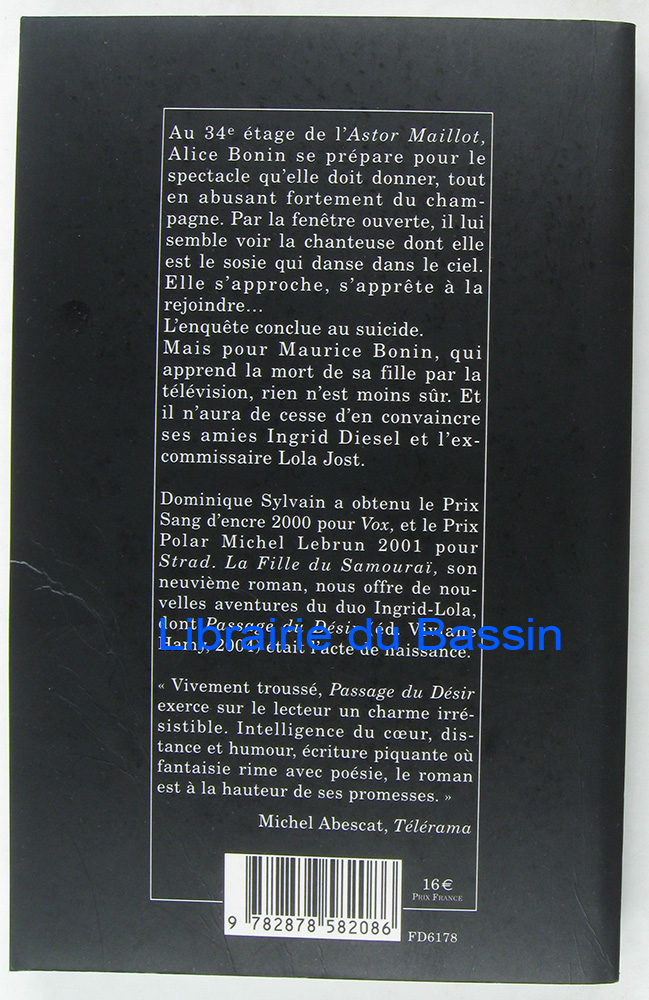 Au 34e étage de l'Astor Maillot,
Alice Bonin se prépare pour le
spectacle qu'elle doit donner, tout
en abusant fortement du cham-
pagne. Par la fenêtre ouverte, il lui
semble voir la chanteuse dont elle
est le sosie qui danse dans le ciel.
Elle s'approche, s'apprête à la
rejoindre...
L'enquête conclue au suicide.
Mais pour Maurice Bonin, qui
apprend la mort de sa fille par la
télévision, rien n'est moins sûr. Et
il n'aura de cesse d'en convaincre
ses amies Ingrid Diesel et l'ex-
commissaire Lola Jost.
Dominique Sylvain a obtenu le Prix
Sang d'encre 2000 pour Vox, et le Prix
Polar Michel Lebrun 2001 pour
Strad. La Fille du Samouraï, son
neuvième roman, nous offre de nou-
velles aventures du duo Ingrid-Lola,
dont Passage du Désir (éd. Viviane
Hamy, 2004) était l'acte de naissance.
Librairie du Bassin
« Vivement troussé, Passage du Désir
exerce sur le lecteur un charme irré-
sistible. Intelligence du cœur, dis-
tance et humour, écriture piquante où
fantaisie rime avec poésie, le roman
est à la hauteur de ses promesses. »
Michel Abescat, Télérama
16 €
PRIX FRANCE
9 782878 582086
FD6178